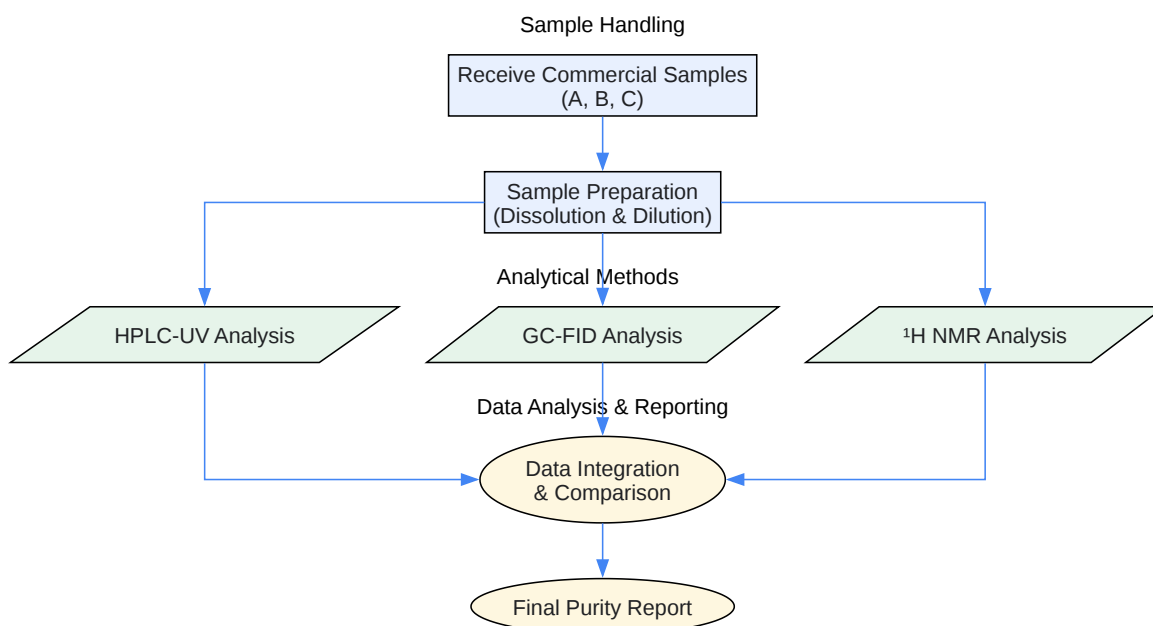 Sample Handling
Receive Commercial Samples
(A, B, C)
Sample Preparation
(Dissolution & Dilution)
Analytical Methods
HPLC-UV Analysis
GC-FID Analysis
¹H NMR Analysis
Data Analysis & Reporting
Data Integration
& Comparison
Final Purity Report